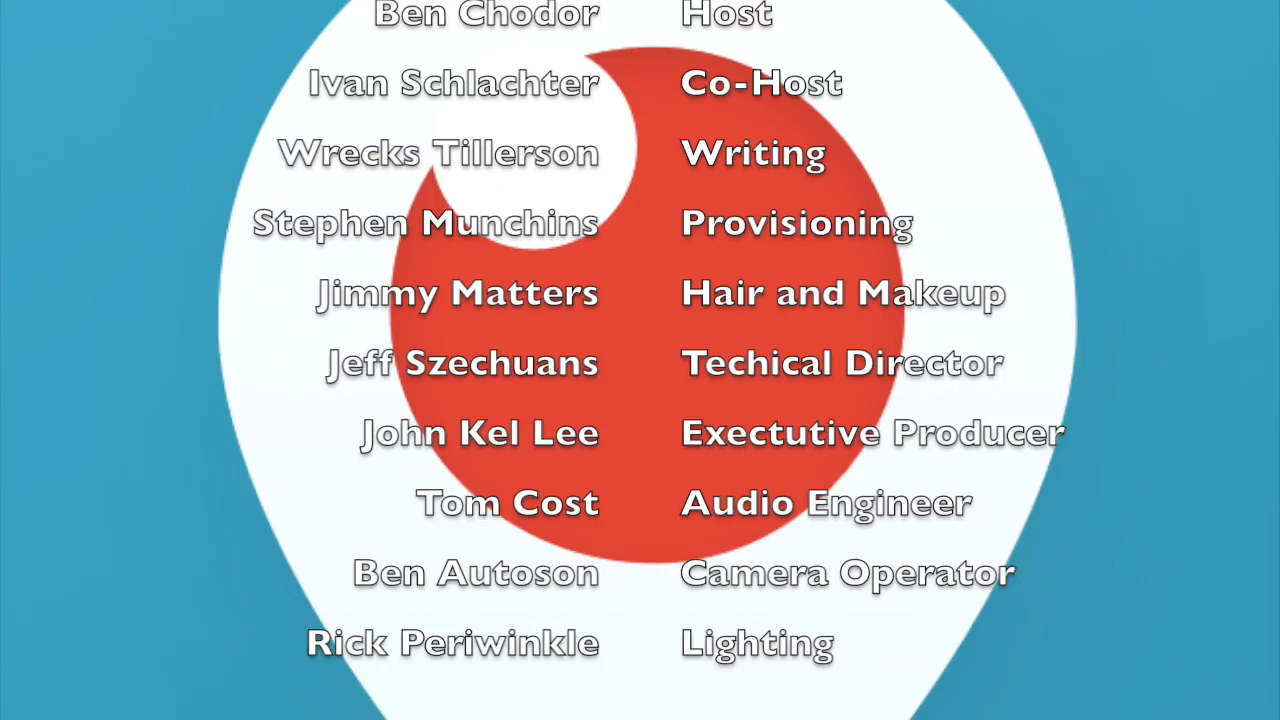 Ben Chodor Host
Ivan Schlachter Co-Host
Wrecks Tillerson Writing
Stephen Munchins Provisioning
Jimmy Matters Hair and Makeup
Jeff Szechuans Techical Director
John Kel Lee Exectutive Producer
Tom Cost Audio Engineer
Ben Autoson Camera Operator
Rick Periwinkle Lighting